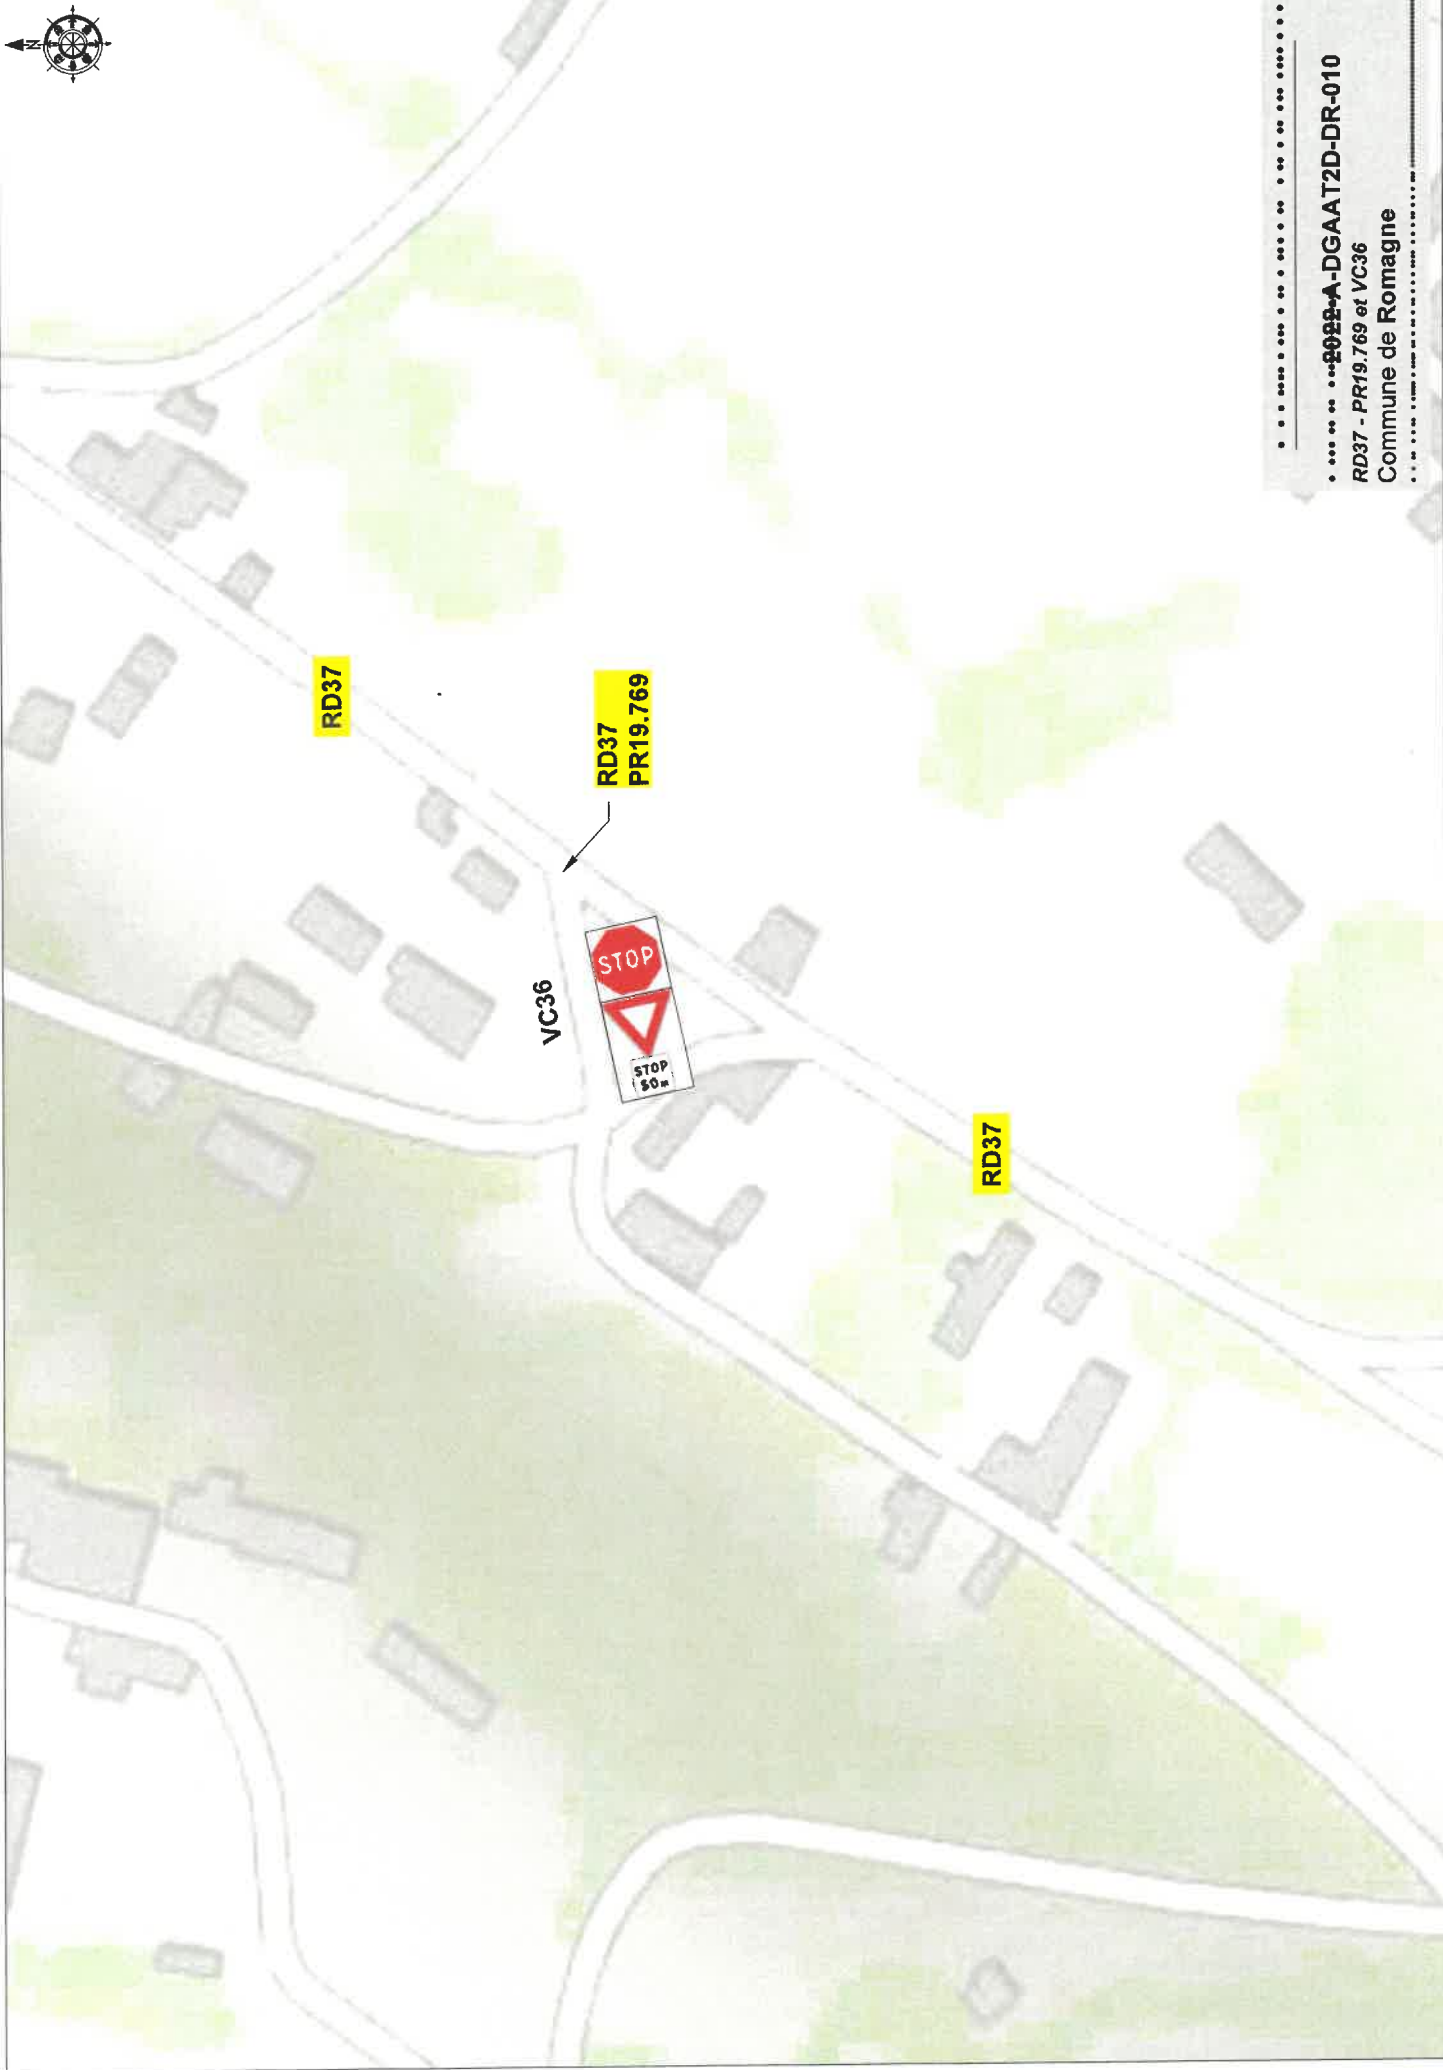 N
RD37
RD37
PR19.769
VC36
STOP
STOP
50m
RD37
2022-A-DGAAT2D-DR-010
RD37 - PR19.769 et VC36
Commune de Romagne